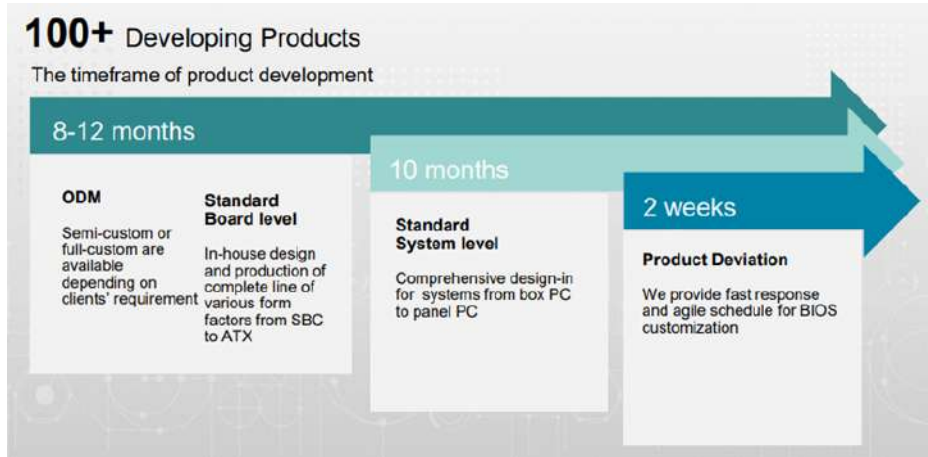 100+ Developing Products
The timeframe of product development
8-12 months
ODM
Semi-custom or
full-custom are
available
depending on
clients' requirement
Standard
Board level
In-house design
and production of
complete line of
various form
factors from SBC
to ATX
10 months
Standard
System level
Comprehensive design-in
for systems from box PC
to panel PC
2 weeks
Product Deviation
We provide fast response
and agile schedule for BIOS
customization